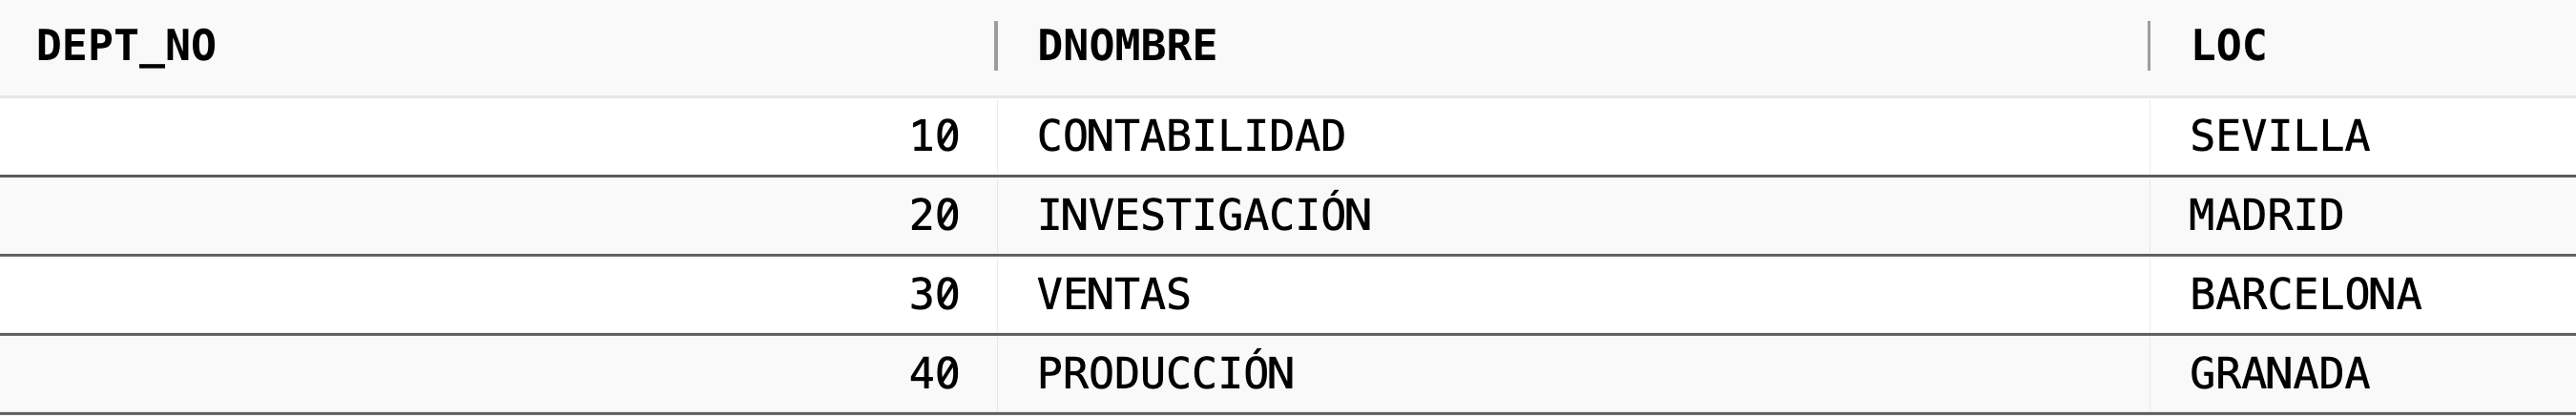 DEPT_NO DNOMBRE LOC
10 CONTABILIDAD SEVILLA
20 INVESTIGACIÓN MADRID
30 VENTAS BARCELONA
40 PRODUCCIÓN GRANADA